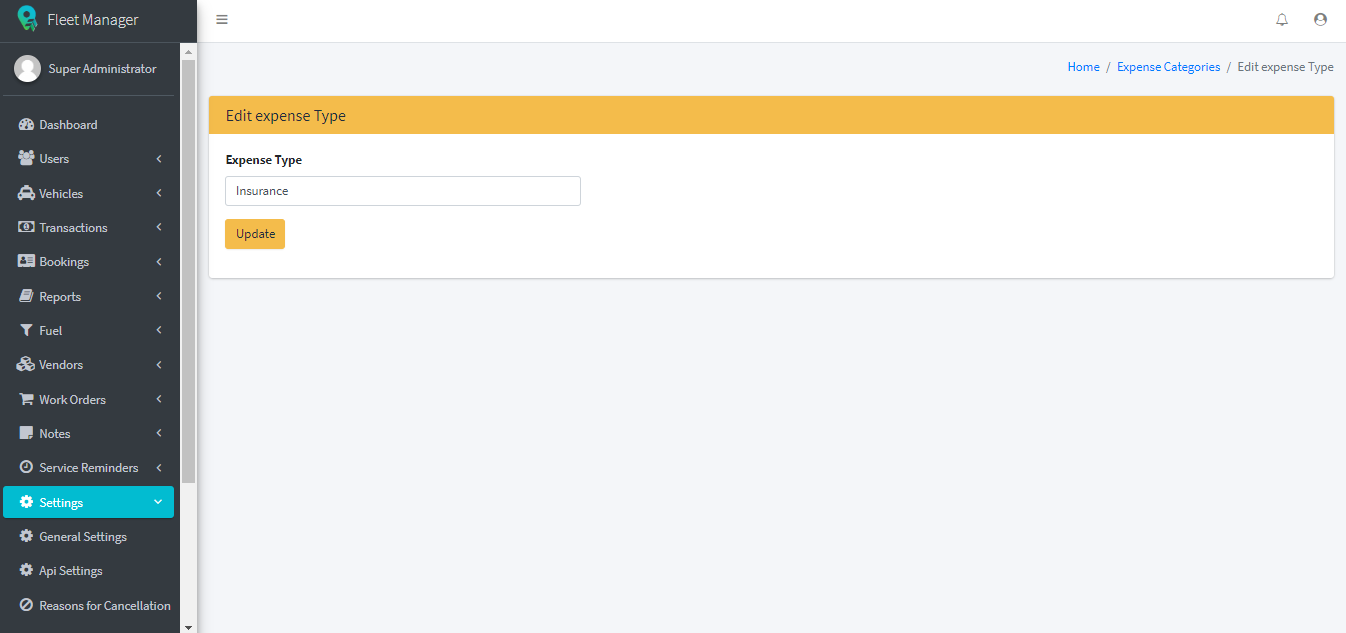 Fleet Manager
Super Administrator
Home / Expense Categories / Edit expense Type
Dashboard
Users
Vehicles
Transactions
Bookings
Reports
Fuel
Vendors
Work Orders
Notes
Service Reminders
Settings
General Settings
Api Settings
Reasons for Cancellation
Edit expense Type
Expense Type
Insurance
Update